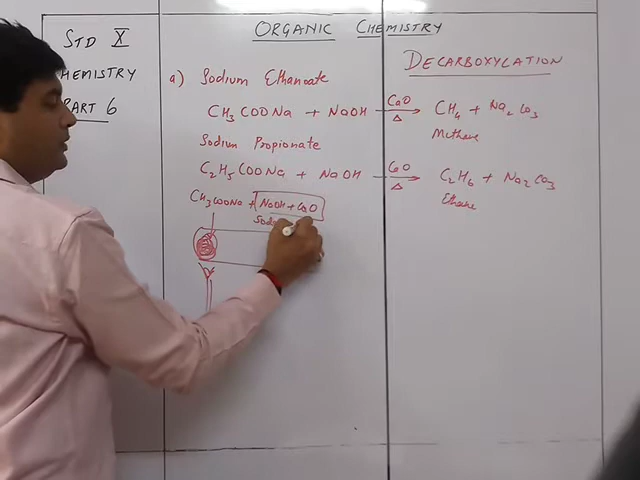 ORGANIC CHEMISTRY
STD X
CHEMISTRY
PART 6
DECARBOXYLATION
a) Sodium Ethanoate
CH3COONa + NaOH CaO Δ → CH4 + Na2CO3
Methane
Sodium Propionate
C2H5COONa + NaOH CaO Δ → C2H6 + Na2CO3
Ethane
CH3COONa + NaOH + CaO
Sod